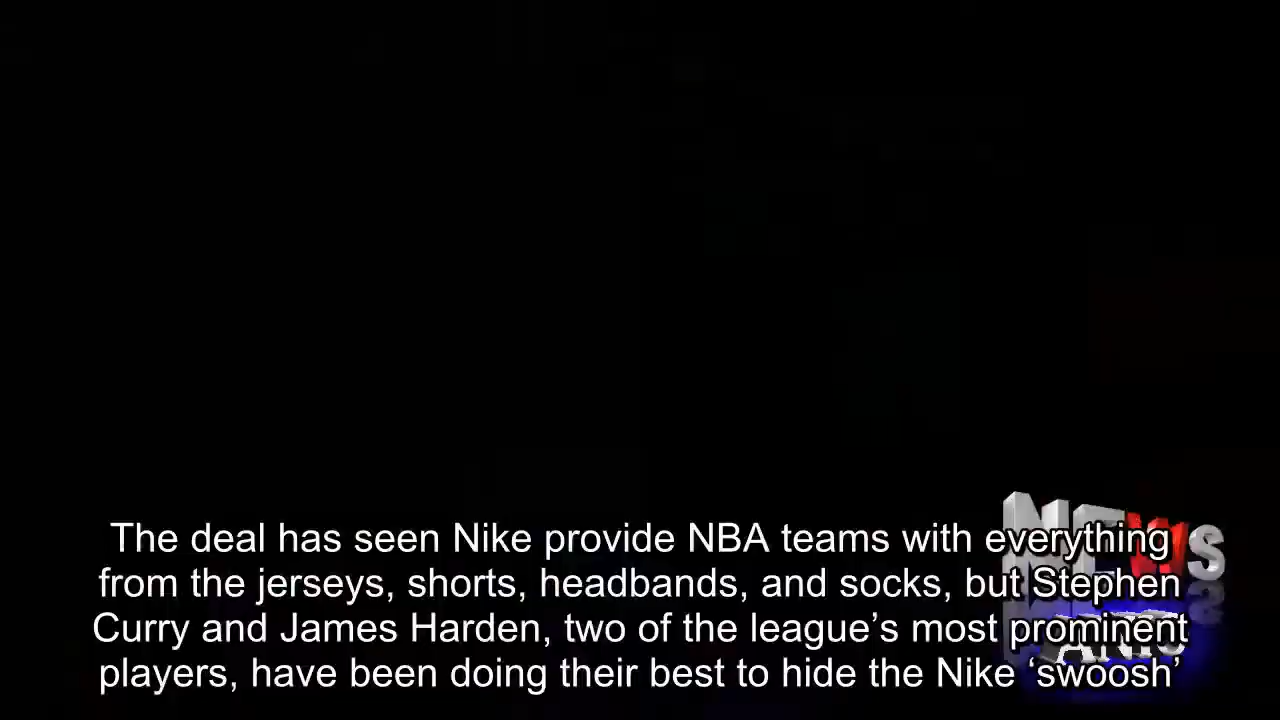 NEWS
The deal has seen Nike provide NBA teams with everything
from the jerseys, shorts, headbands, and socks, but Stephen
Curry and James Harden, two of the league’s most prominent
players, have been doing their best to hide the Nike ‘swoosh’